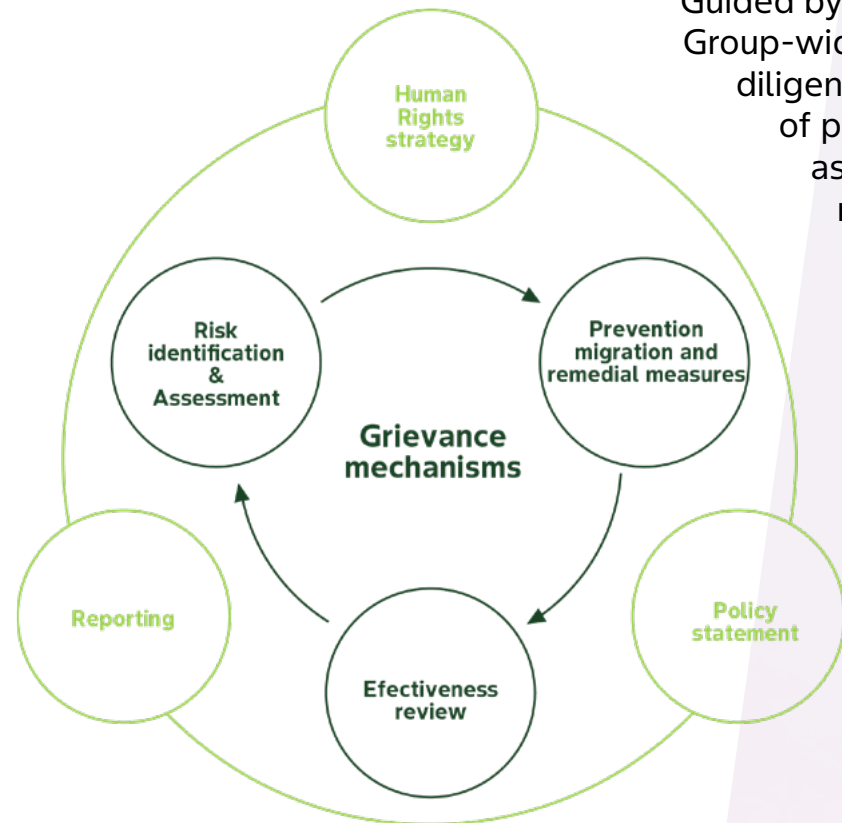 Guided by
Group-wid
diligen
of p
as
Human
Rights
strategy
Risk
identification
&
Assessment
Prevention
migration and
remedial measures
Grievance
mechanisms
Reporting
Policy
statement
Efectiveness
review